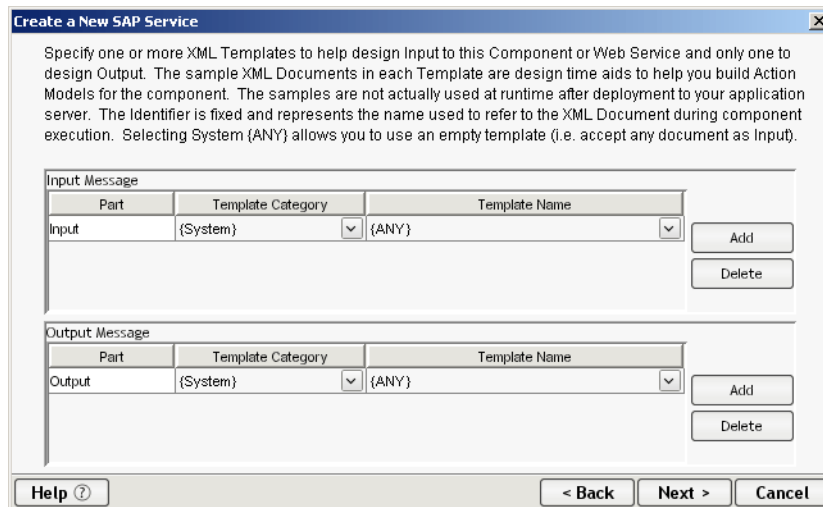 Create a New SAP Service
Specify one or more XML Templates to help design Input to this Component or Web Service and only one to
design Output. The sample XML Documents in each Template are design time aids to help you build Action
Models for the component. The samples are not actually used at runtime after deployment to your application
server. The Identifier is fixed and represents the name used to refer to the XML Document during component
execution. Selecting System {ANY} allows you to use an empty template (i.e. accept any document as Input).
Input Message
Part Template Category Template Name
Input {System} {ANY}
Add
Delete
Output Message
Part Template Category Template Name
Output {System} {ANY}
Add
Delete
Help ? < Back Next > Cancel